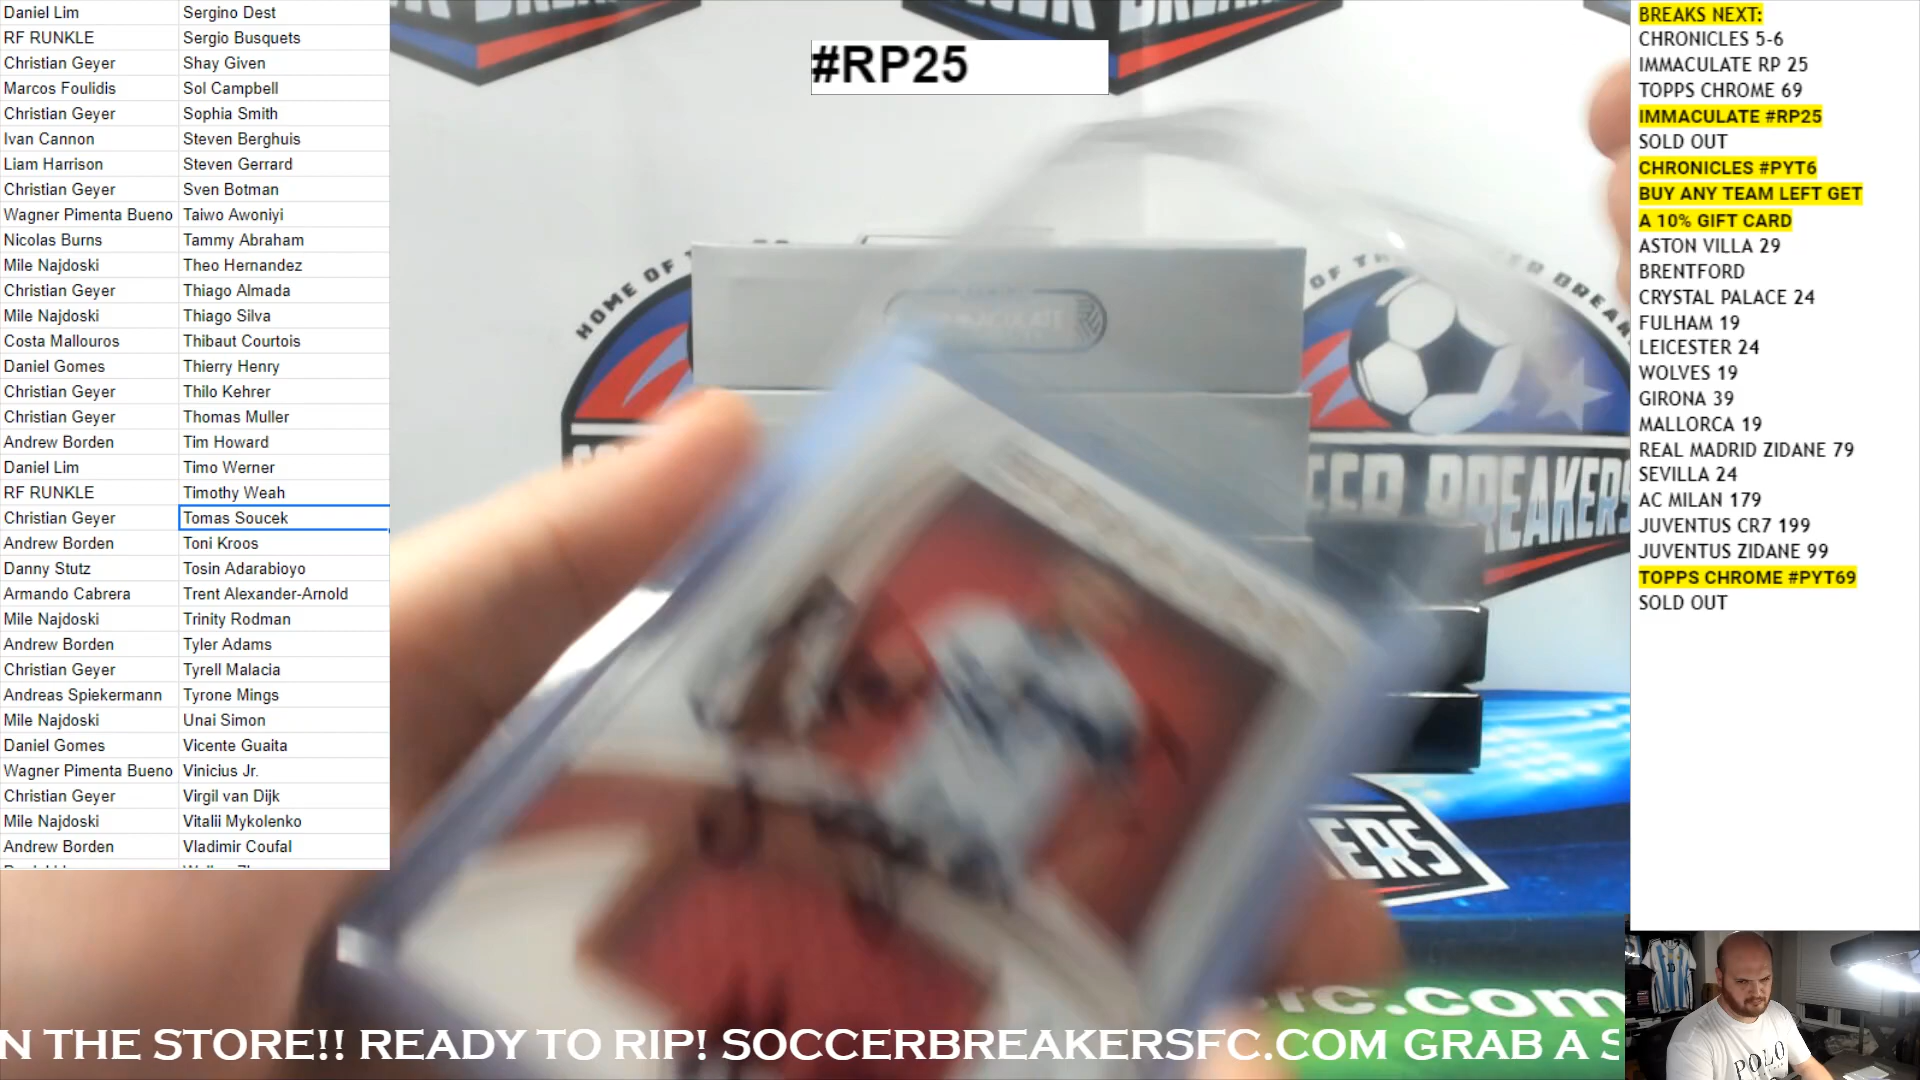 Daniel Lim Sergino Dest
RF RUNKLE Sergio Busquets
Christian Geyer Shay Given
Marcos Foulidis Sol Campbell
Christian Geyer Sophia Smith
Ivan Cannon Steven Berghuis
Liam Harrison Steven Gerrard
Christian Geyer Sven Botman
Wagner Pimenta Bueno Taiwo Awoniyi
Nicolas Burns Tammy Abraham
Mile Najdoski Theo Hernandez
Christian Geyer Thiago Almada
Mile Najdoski Thiago Silva
Costa Mallouros Thibaut Courtois
Daniel Gomes Thierry Henry
Christian Geyer Thilo Kehrer
Christian Geyer Thomas Muller
Andrew Borden Tim Howard
Daniel Lim Timo Werner
RF RUNKLE Timothy Weah
Christian Geyer Tomas Soucek
Andrew Borden Toni Kroos
Danny Stutz Tosin Adarabioyo
Armando Cabrera Trent Alexander-Arnold
Mile Najdoski Trinity Rodman
Andrew Borden Tyler Adams
Christian Geyer Tyrell Malacia
Andreas Spiekermann Tyrone Mings
Mile Najdoski Unai Simon
Daniel Gomes Vicente Guaita
Wagner Pimenta Bueno Vinicius Jr.
Christian Geyer Virgil van Dijk
Mile Najdoski Vitalii Mykolenko
Andrew Borden Vladimir Coufal
#RP25
HOME OF
BREAKERS
ERS
rc.com
BREAKS NEXT:
CHRONICLES 5-6
IMMACULATE RP 25
TOPPS CHROME 69
IMMACULATE #RP25
SOLD OUT
CHRONICLES #PYT6
BUY ANY TEAM LEFT GET
A 10% GIFT CARD
ASTON VILLA 29
BRENTFORD
CRYSTAL PALACE 24
FULHAM 19
LEICESTER 24
WOLVES 19
GIRONA 39
MALLORCA 19
REAL MADRID ZIDANE 79
SEVILLA 24
AC MILAN 179
JUVENTUS CR7 199
JUVENTUS ZIDANE 99
TOPPS CHROME #PYT69
SOLD OUT
POLO
N THE STORE!! READY TO RIP! SOCCERBREAKERSFC.COM GRAB A S